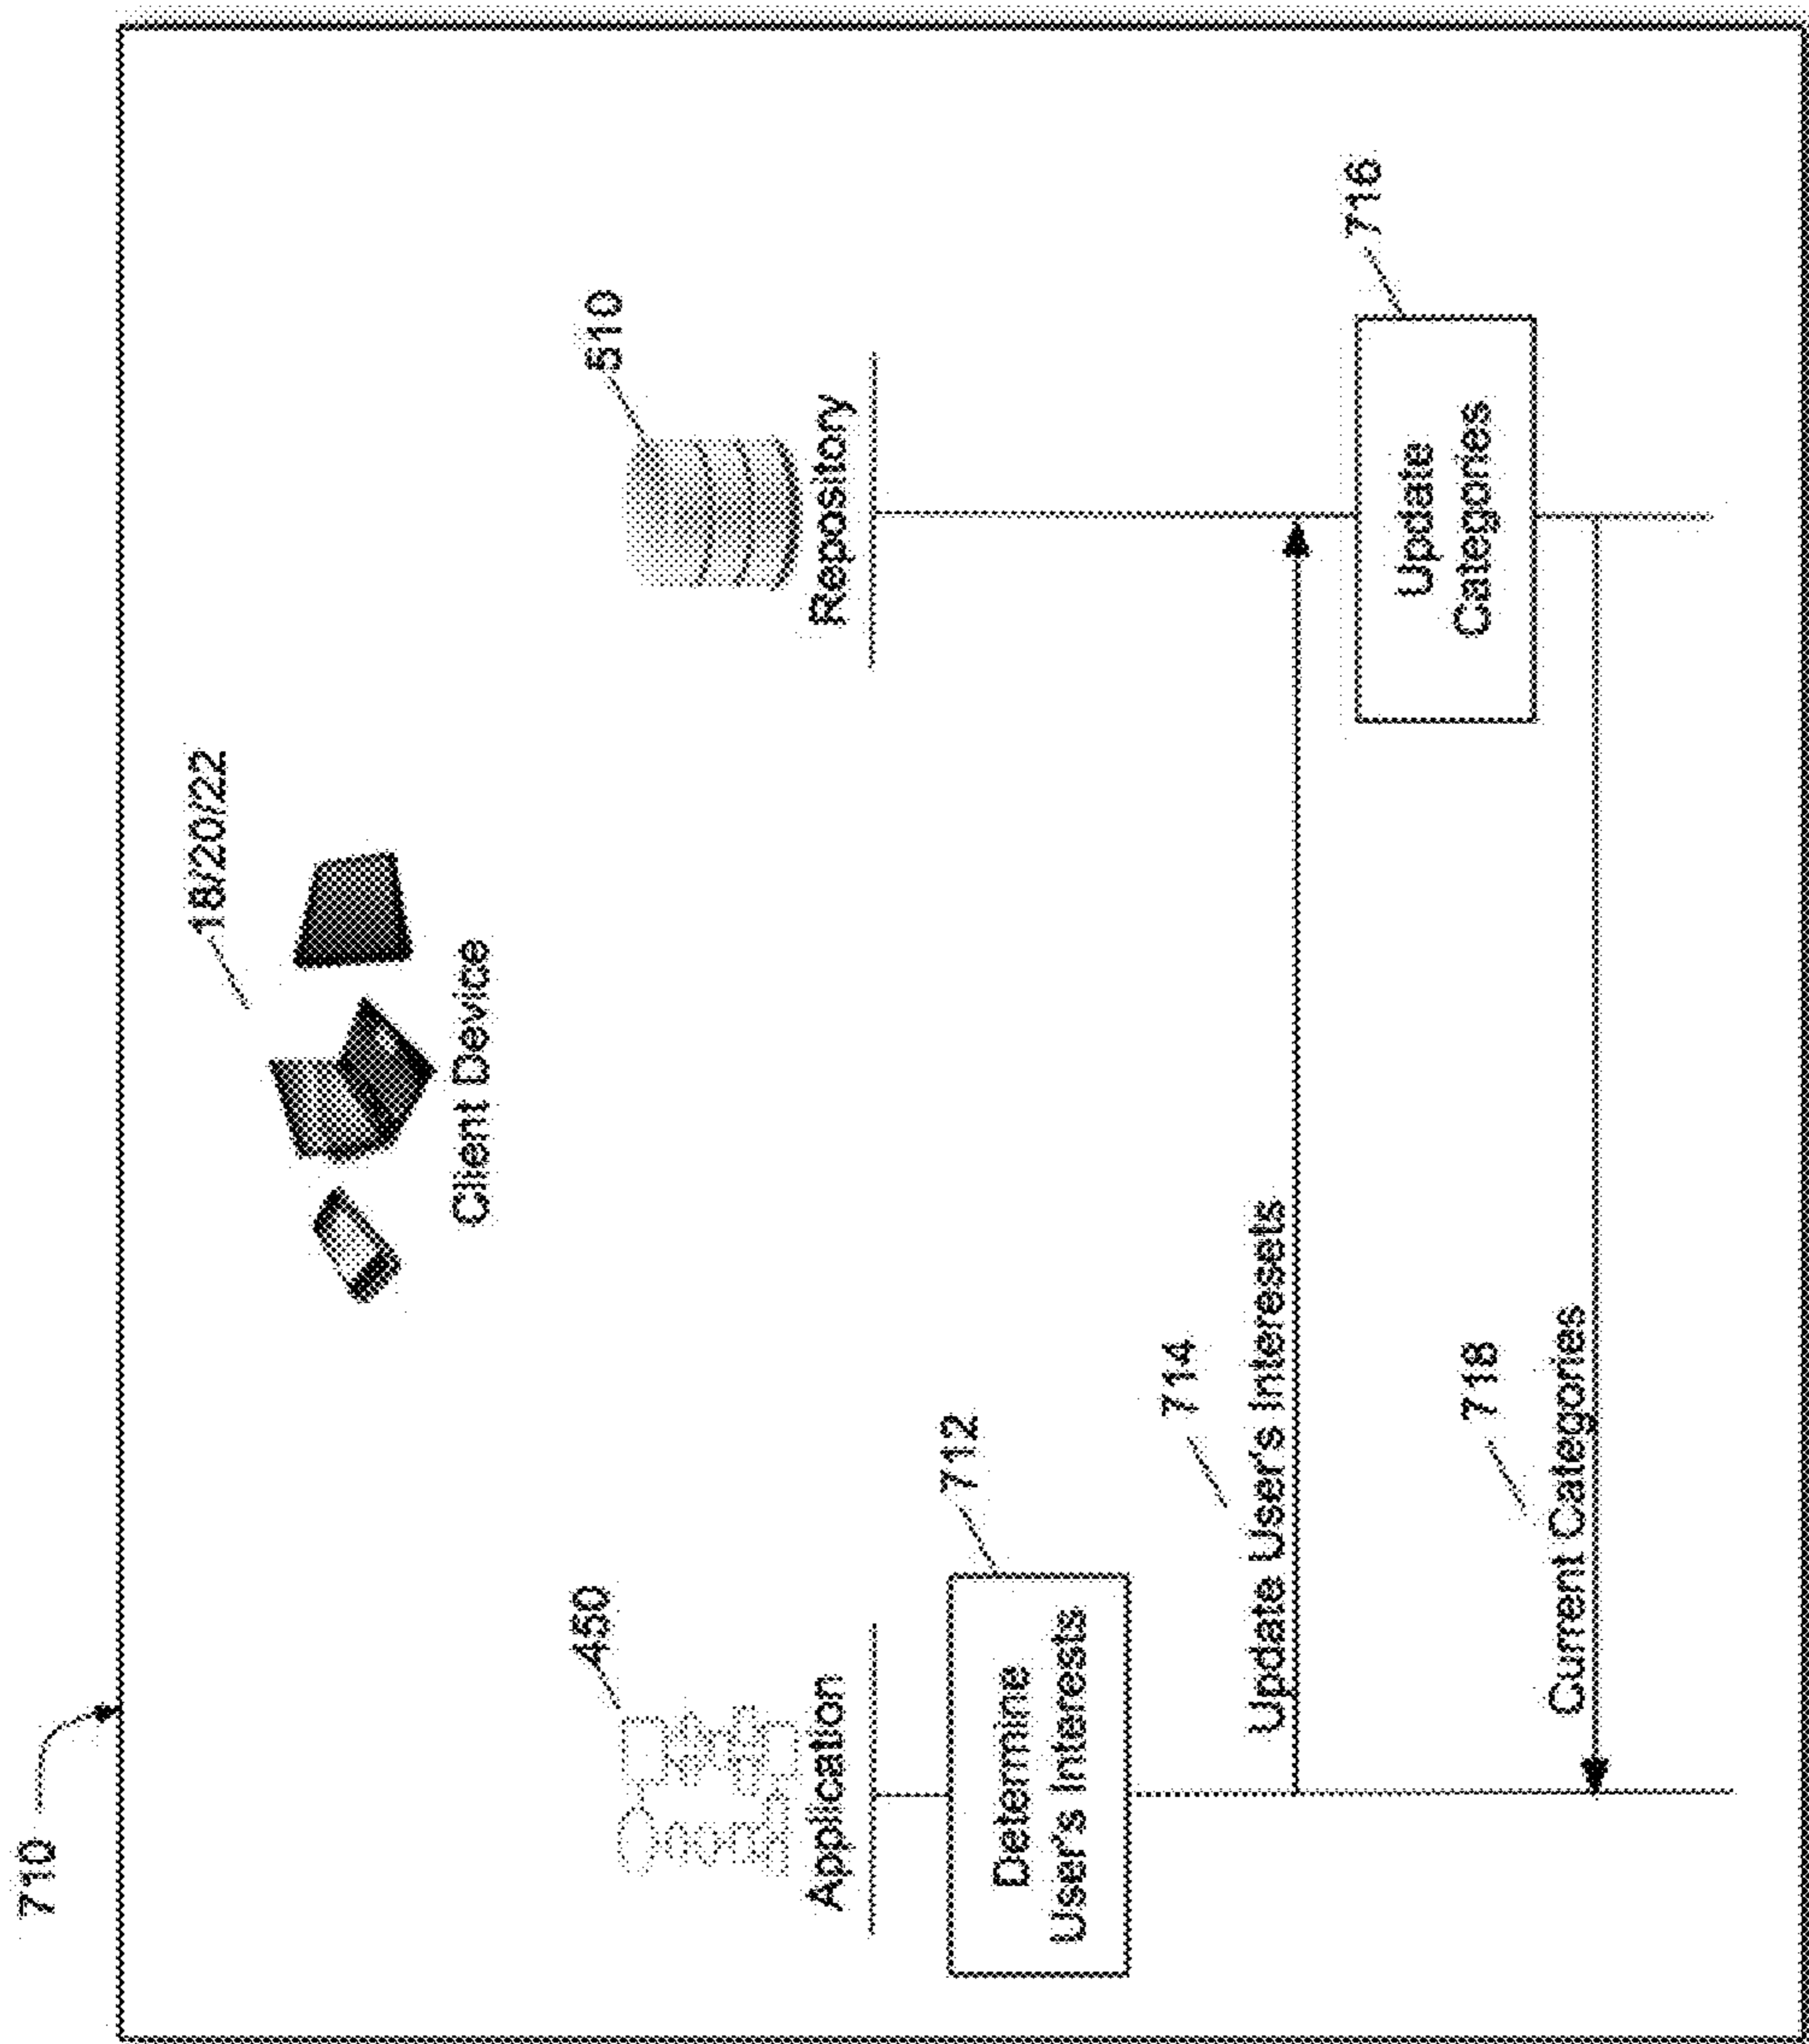 710
18/20/22
Client Device
450
Application
510
Repository
712
Determine
User's Interests
714
Update User's Interesets
716
Update
Categories
718
Current Categories